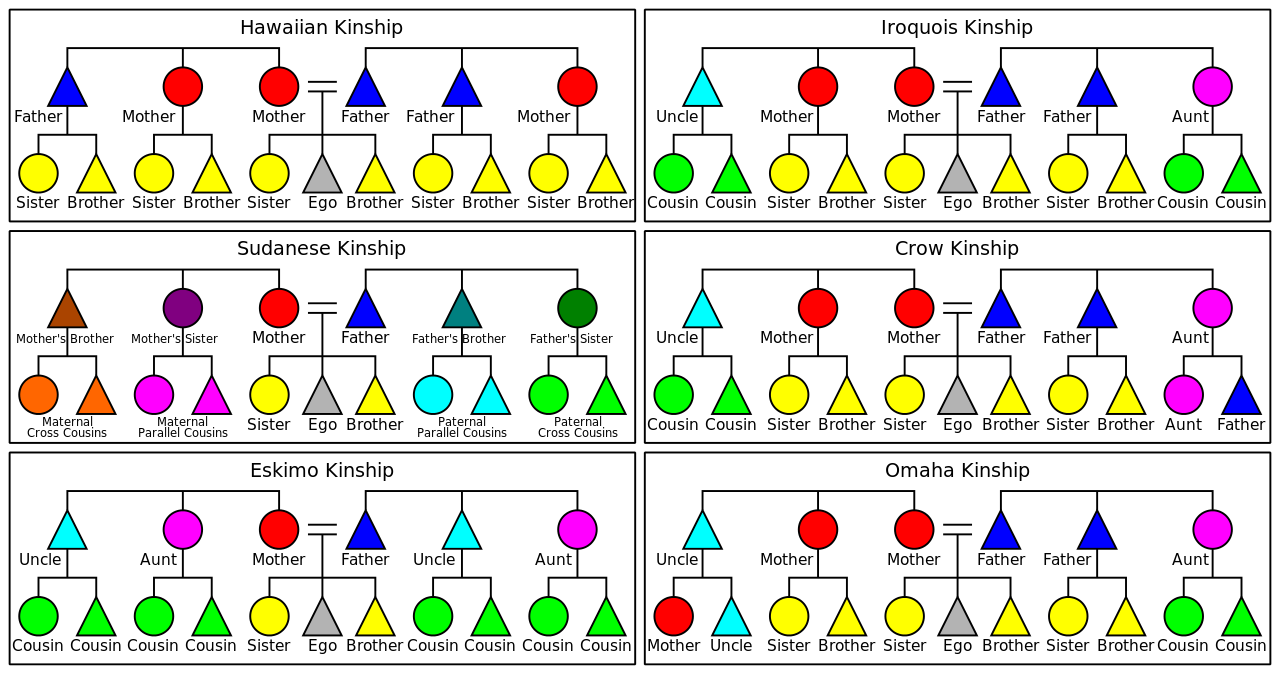 Hawaiian Kinship
Father Mother Mother Father Father Mother
Sister Brother Sister Brother Sister Ego Brother Sister Brother Sister Brother
Iroquois Kinship
Uncle Mother Mother Father Father Aunt
Cousin Cousin Sister Brother Sister Ego Brother Sister Brother Cousin Cousin
Sudanese Kinship
Mother's Brother Mother's Sister Mother Father Father's Brother Father's Sister
Sister Ego Brother
Maternal Cross Cousins
Maternal Parallel Cousins
Paternal Parallel Cousins
Paternal Cross Cousins
Crow Kinship
Uncle Mother Mother Father Father Aunt
Cousin Cousin Sister Brother Sister Ego Brother Sister Brother Aunt Father
Eskimo Kinship
Uncle Aunt Mother Father Uncle Aunt
Cousin Cousin Cousin Cousin Sister Ego Brother Cousin Cousin Cousin Cousin
Omaha Kinship
Uncle Mother Mother Father Father Aunt
Mother Uncle Sister Brother Sister Ego Brother Sister Brother Cousin Cousin